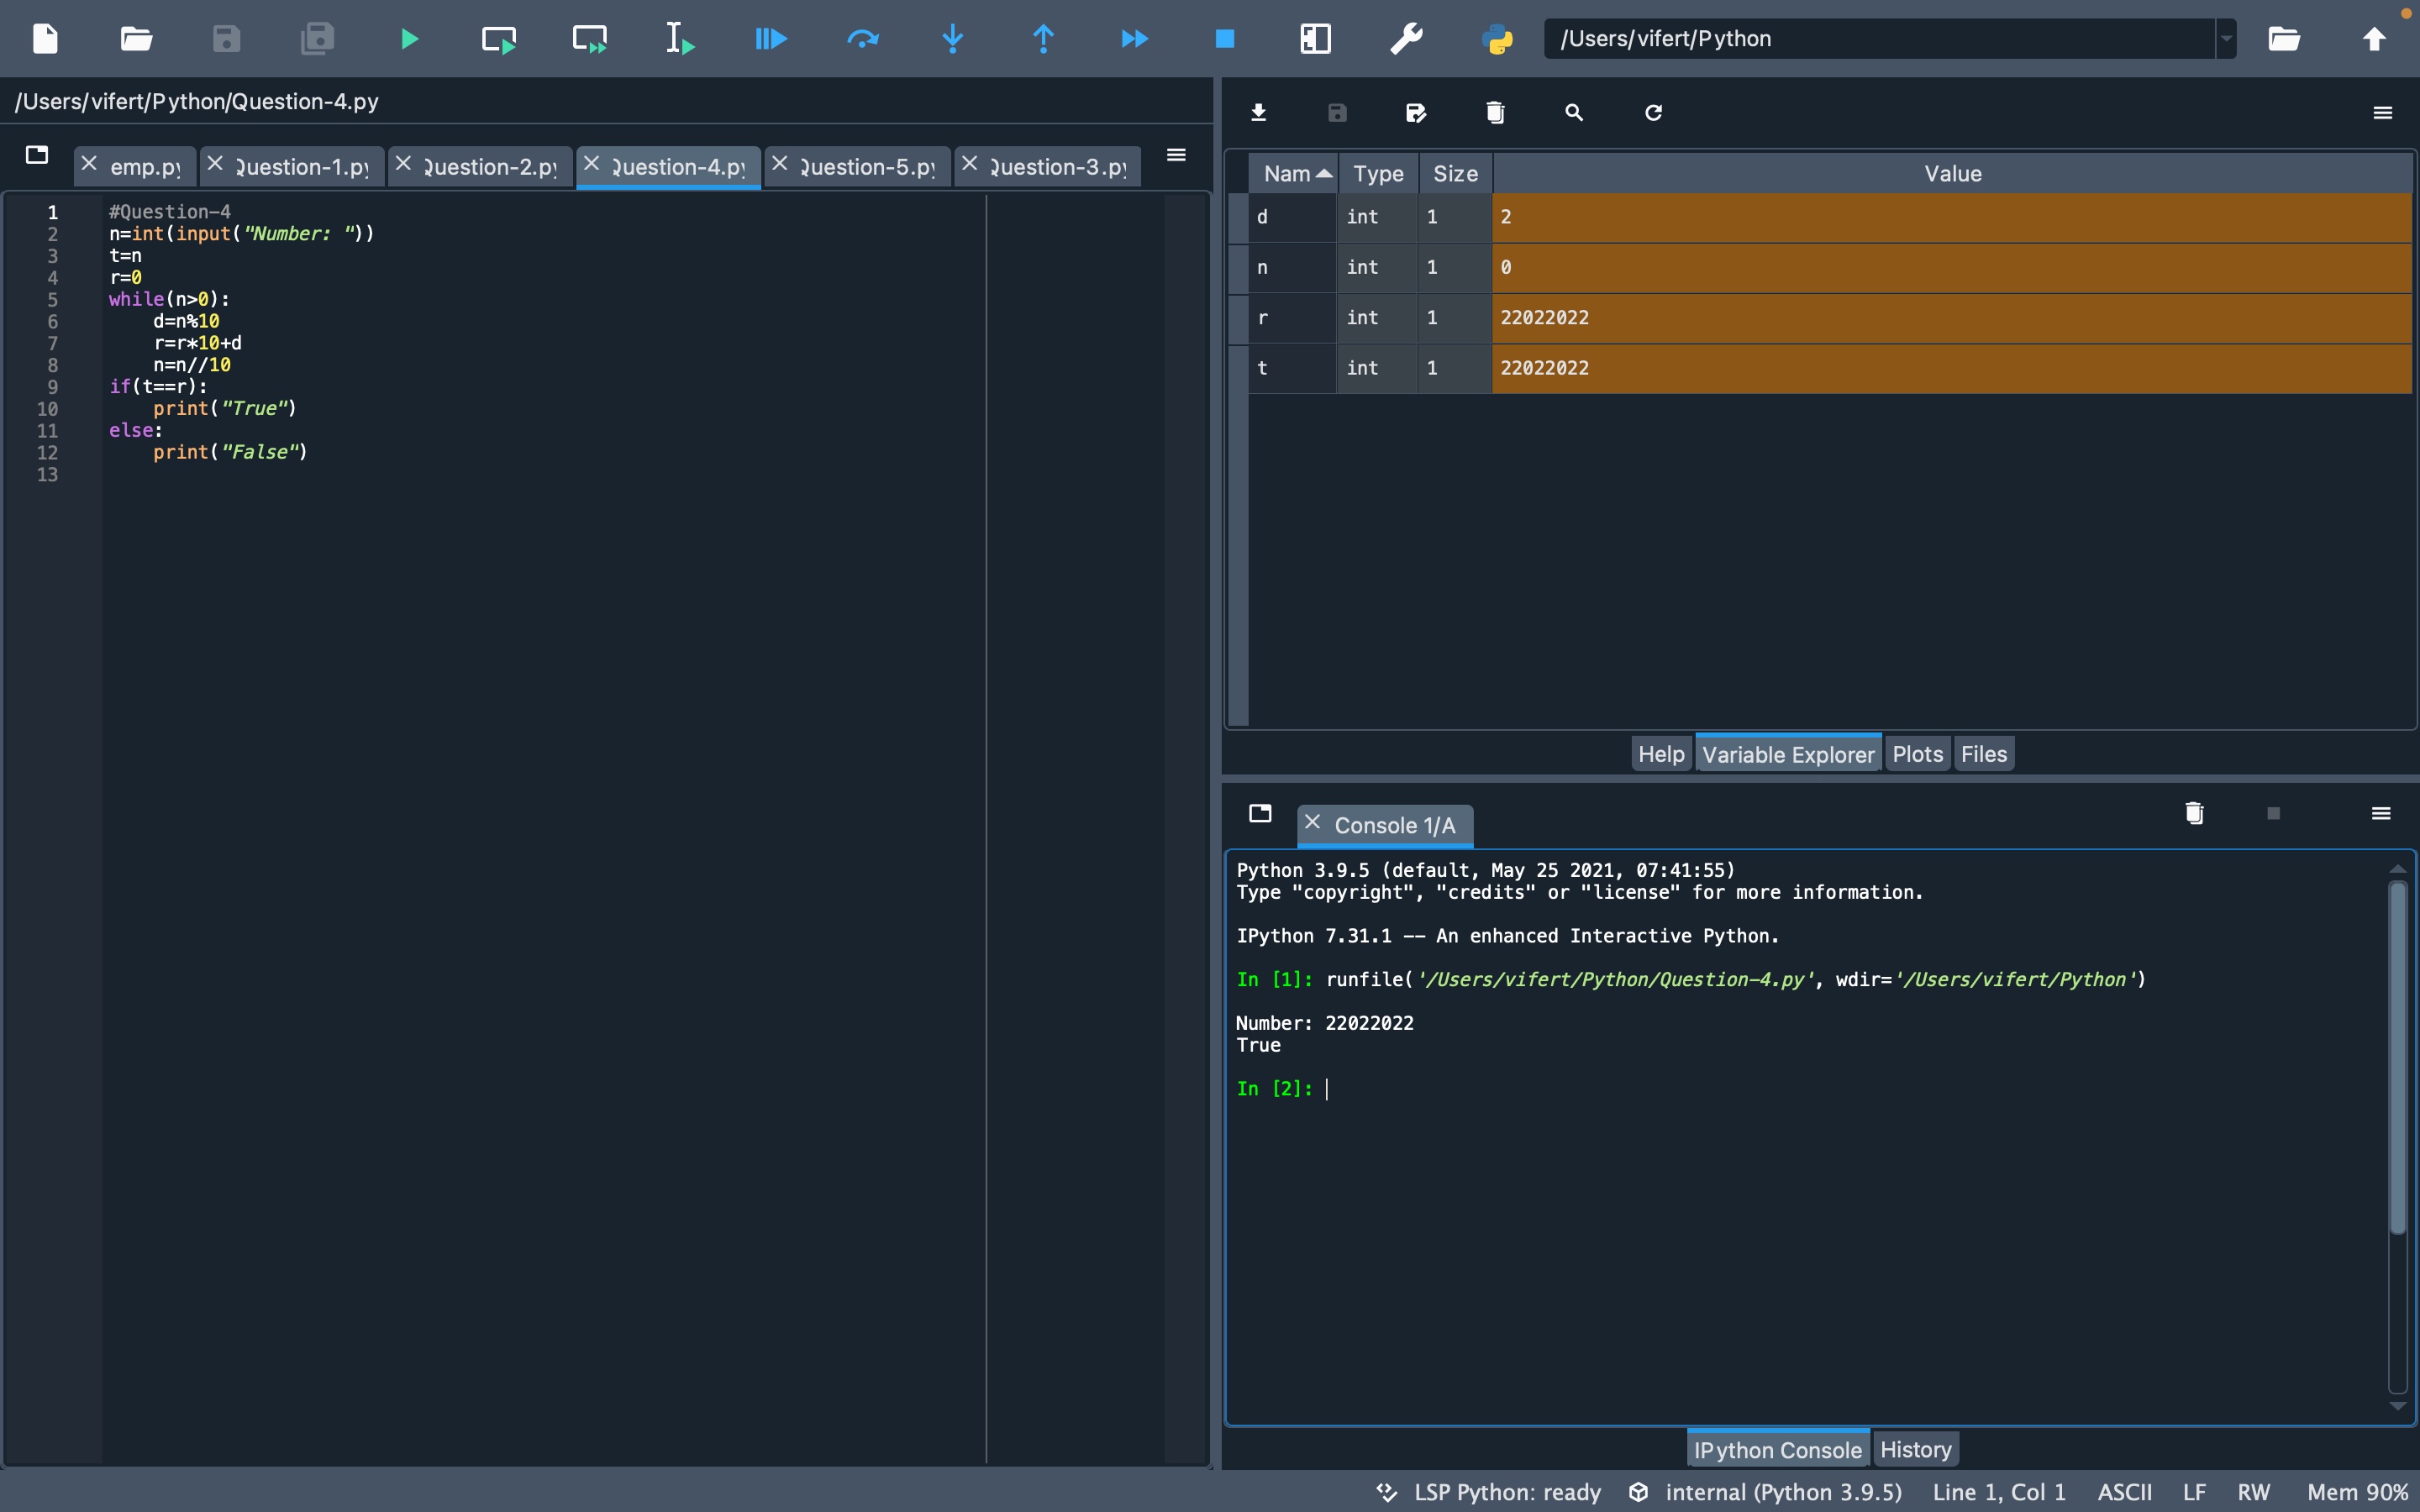 /Users/vifert/Python
/Users/vifert/Python/Question-4.py
emp.py
Question-1.py
Question-2.py
Question-4.py
Question-5.py
Question-3.py
1 #Question-4
2 n=int(input("Number: "))
3 t=n
4 r=0
5 while(n>0):
6     d=n%10
7     r=r*10+d
8     n=n//10
9 if(t==r):
10     print("True")
11 else:
12     print("False")
13
Nam Type Size Value
d int 1 2
n int 1 0
r int 1 22022022
t int 1 22022022
Help Variable Explorer Plots Files
Console 1/A
Python 3.9.5 (default, May 25 2021, 07:41:55)
Type "copyright", "credits" or "license" for more information.
IPython 7.31.1 -- An enhanced Interactive Python.
In [1]: runfile('/Users/vifert/Python/Question-4.py', wdir='/Users/vifert/Python')
Number: 22022022
True
In [2]:
IPython Console History
LSP Python: ready internal (Python 3.9.5) Line 1, Col 1 ASCII LF RW Mem 90%